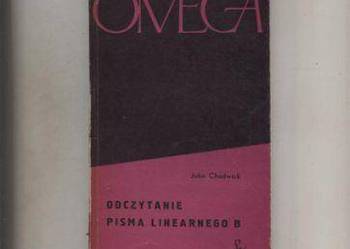 OMEGA
John Chadwick
ODCZYTANIE
PISMA LINEARNEGO B